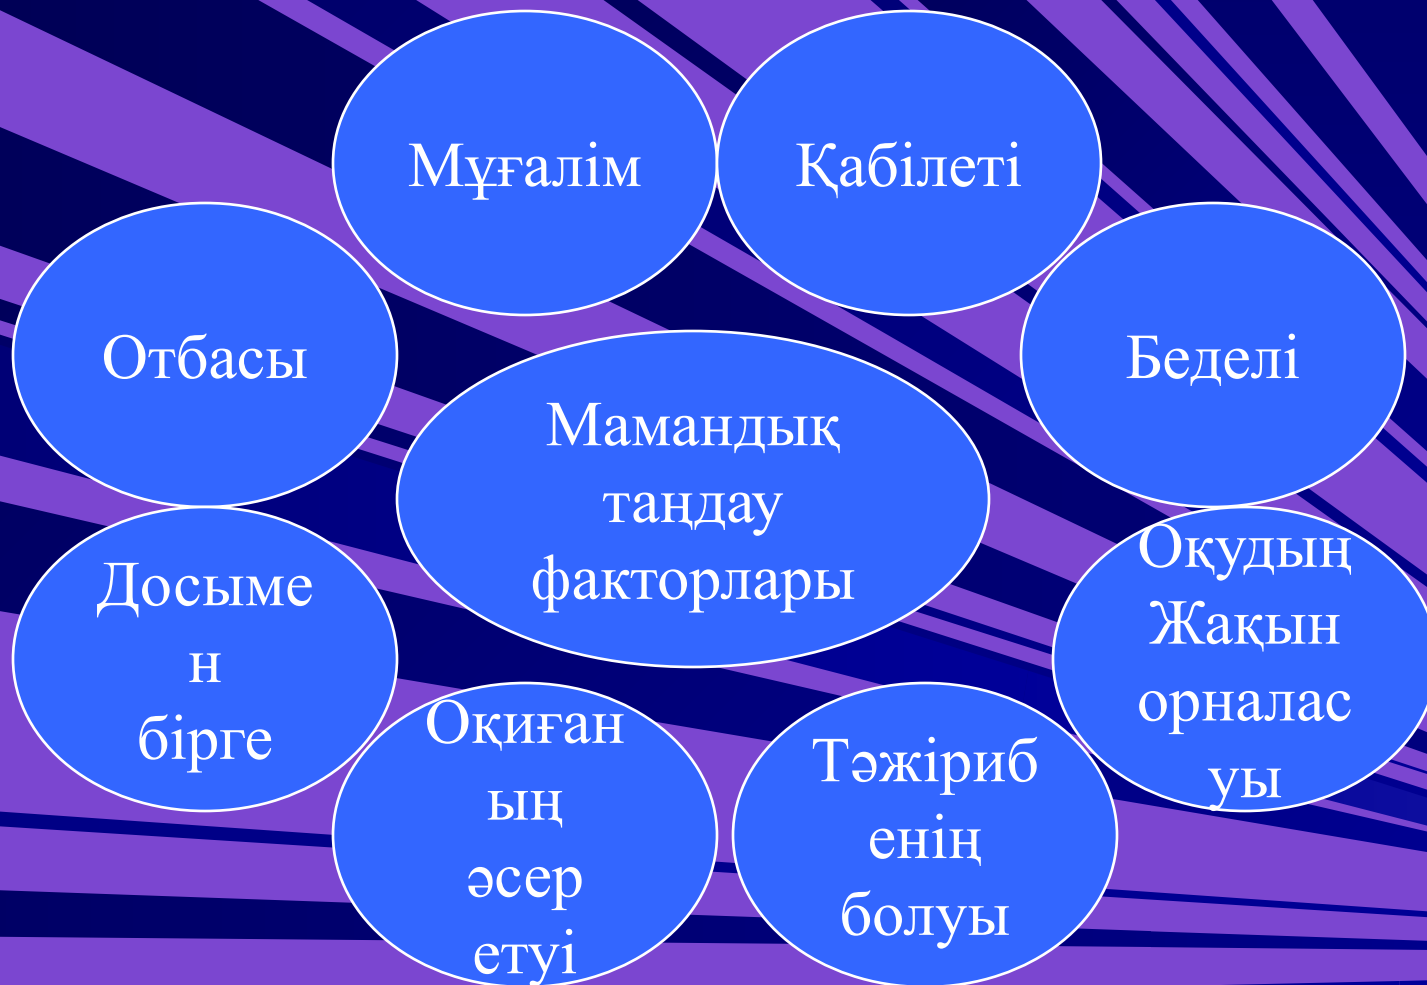 Мұғалім
Қабілеті
Отбасы
Беделі
Мамандық
таңдау
факторлары
Досыме
н
бірге
Оқудың
Жақын
орналас
уы
Оқиған
ың
әсер
етуі
Тәжіриб
енің
болуы